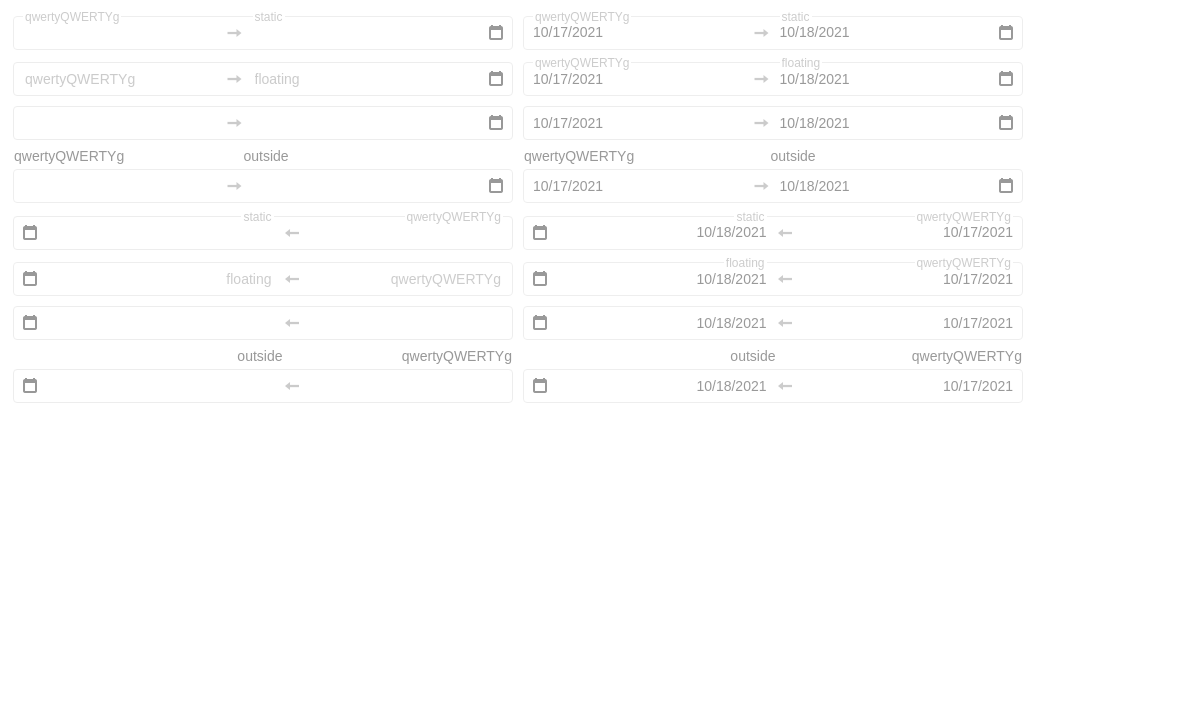 qwertyQWERTYg static qwertyQWERTYg static
10/17/2021 10/18/2021
qwertyQWERTYg floating
qwertyQWERTYg floating 10/17/2021 10/18/2021
10/17/2021 10/18/2021
qwertyQWERTYg outside qwertyQWERTYg outside
10/17/2021 10/18/2021
static qwertyQWERTYg static qwertyQWERTYg
10/18/2021 10/17/2021
floating qwertyQWERTYg
floating qwertyQWERTYg 10/18/2021 10/17/2021
10/18/2021 10/17/2021
outside qwertyQWERTYg outside qwertyQWERTYg
10/18/2021 10/17/2021